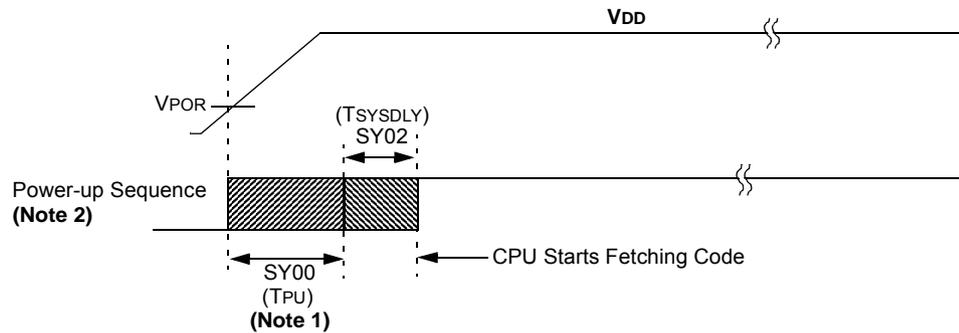 VDD
VPOR
(TSYSDLY)
SY02
Power-up Sequence
(Note 2)
CPU Starts Fetching Code
SY00
(TPU)
(Note 1)